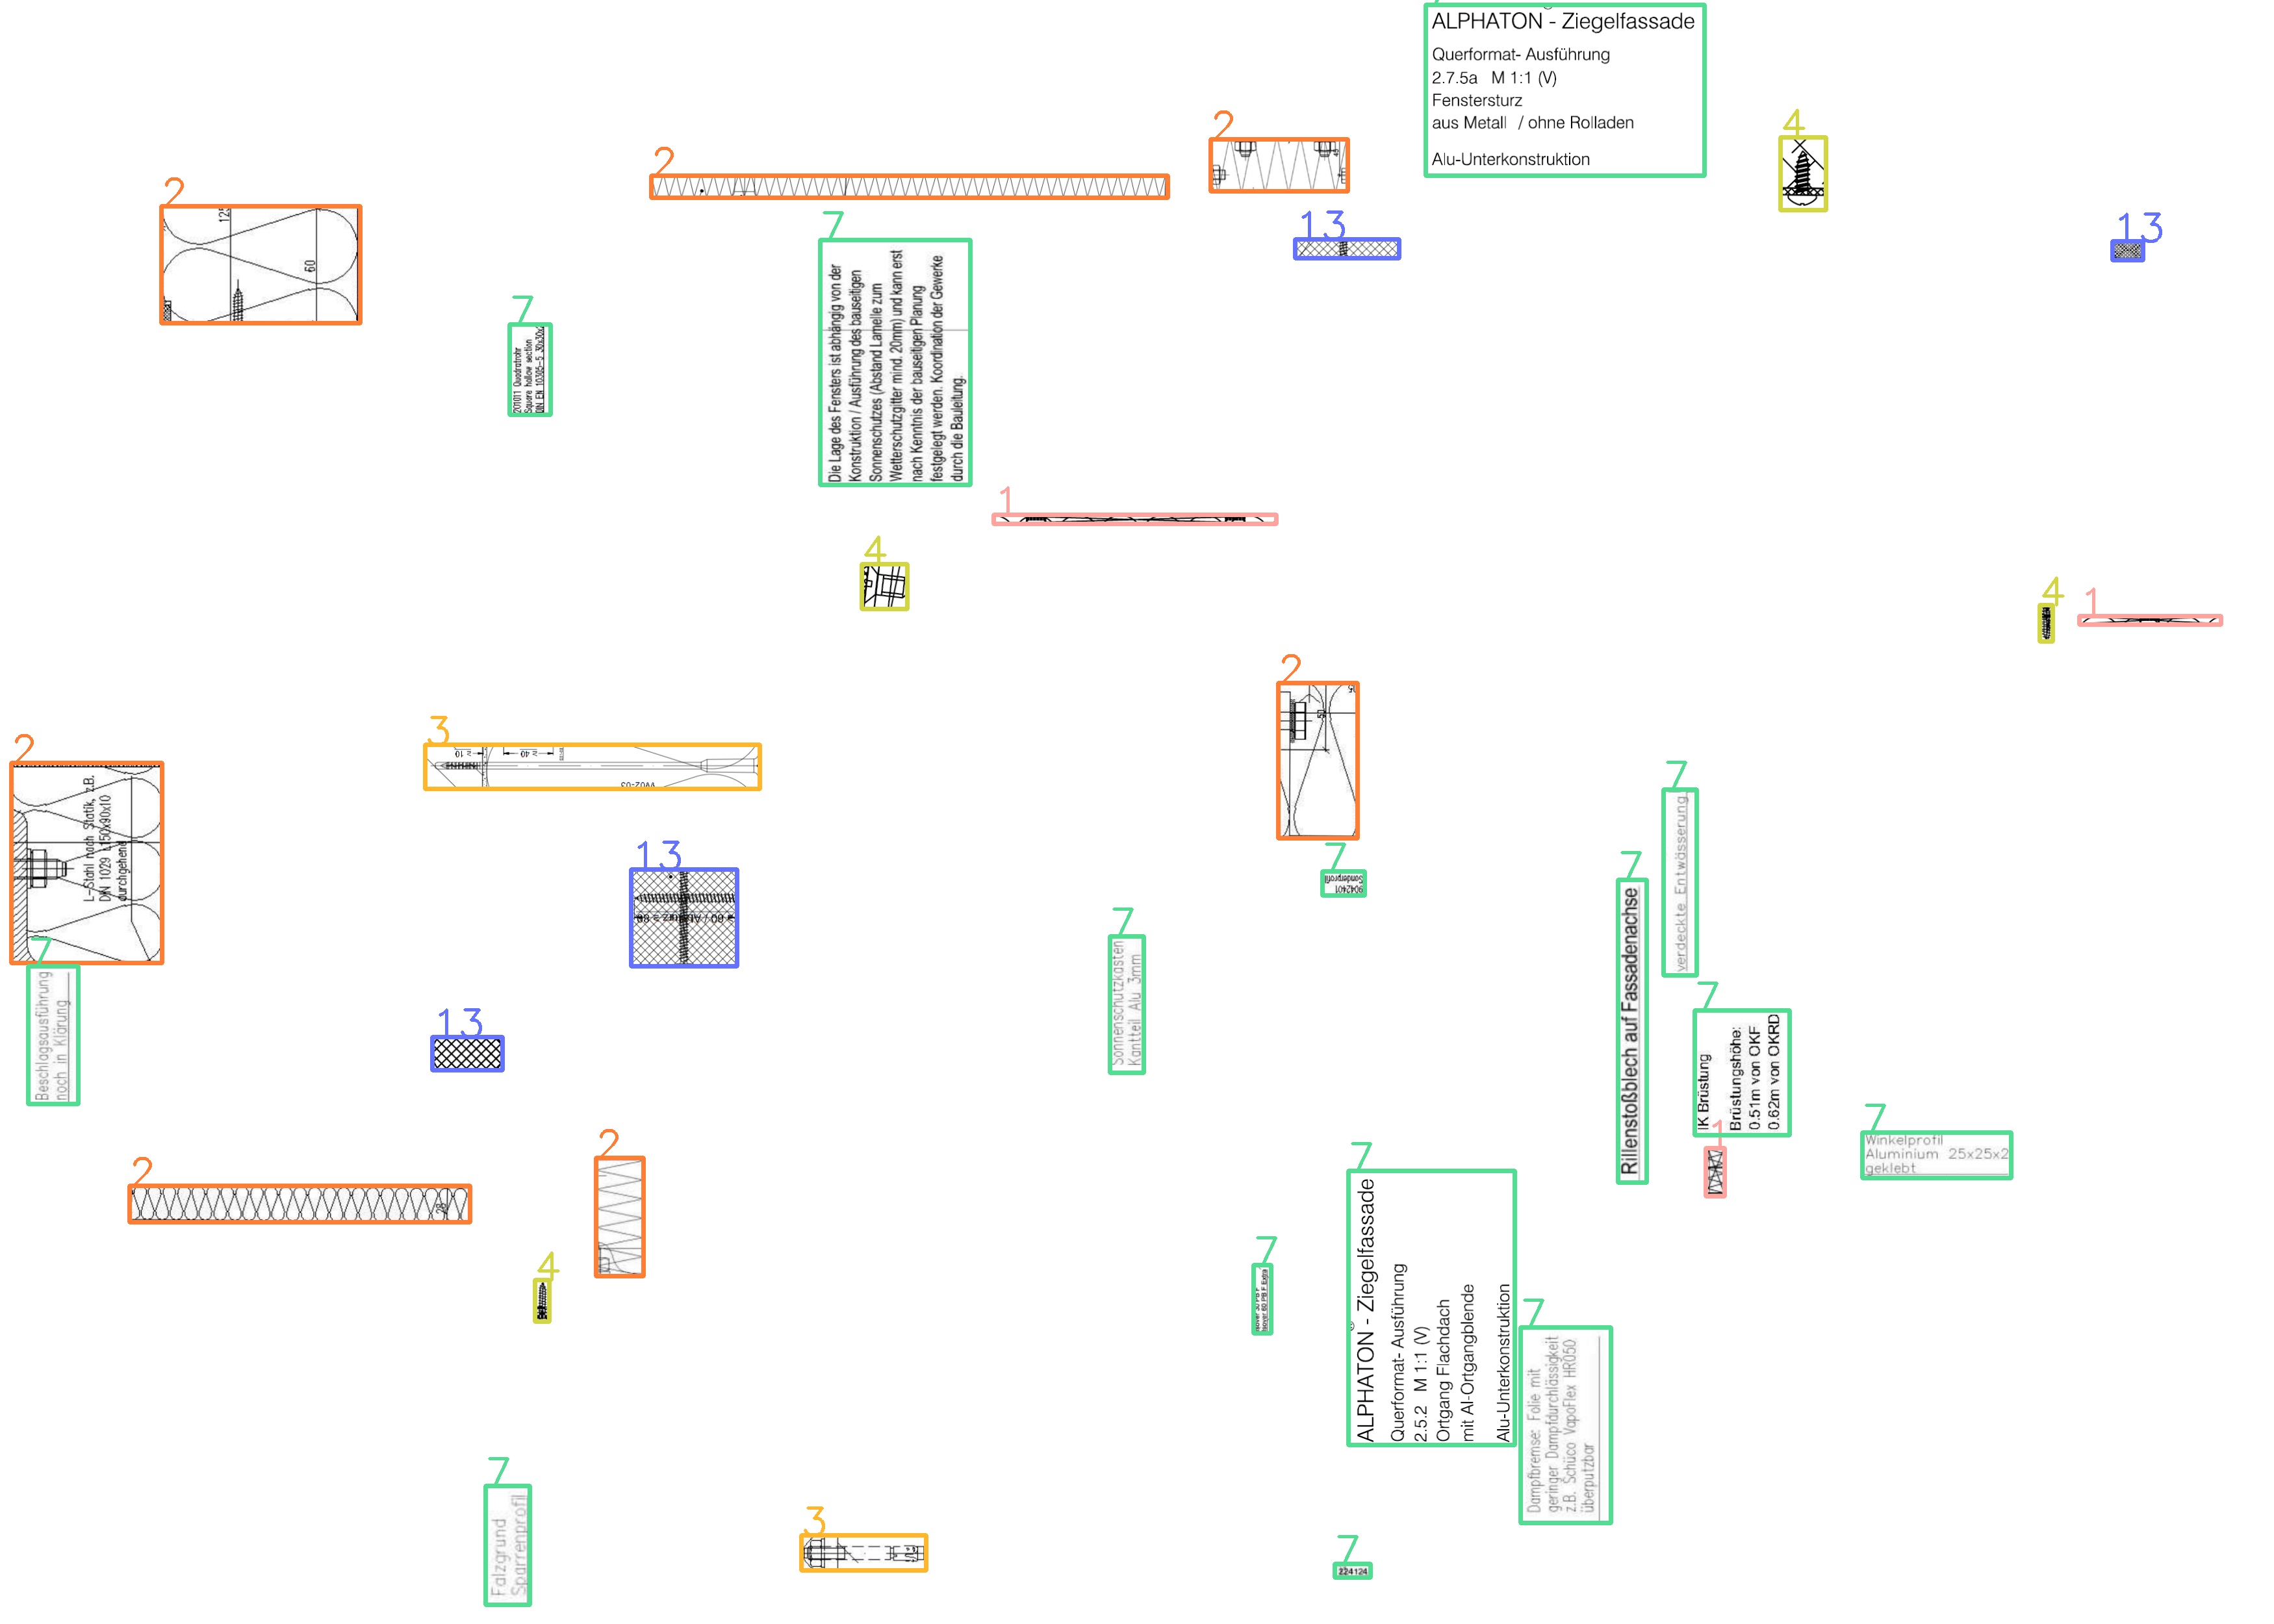 7
ALPHATON - Ziegelfassade
Querformat- Ausführung
2.7.5a M 1:1 (V)
Fenstersturz
aus Metall / ohne Rolladen
Alu-Unterkonstruktion
2
4
2
2
125
60
13
13
7
Die Lage des Fensters ist abhängig von der
Konstruktion / Ausführung des bauseitigen
Sonnenschutzes (Abstand Lamelle zum
Wetterschutzgitter mind. 20mm) und kann erst
nach Kenntnis der bauseitigen Planung
festgelegt werden. Koordination der Gewerke
durch die Bauleitung.
7
201011 Quadratrohr
Square hollow section
DIN EN 10305-5 30x30x2
1
4
4
1
2
50
3
10
40
2
L-Stahl nach Statik, z.B.
DIN 1029 L150x90x10
durchgehend
7
verdeckte Entwässerung
13
7
9042401
Sonderprofil
7
Rillenstoßblech auf Fassadenachse
7
Sonnenschutzkasten
Kantteil Alu 3mm
7
Beschlagsausführung
noch in Klärung
7
IK Brüstung
Brüstungshöhe:
0.51m von OKF
0.62m von OKRD
13
1
7
Winkelprofil
Aluminium 25x25x2
geklebt
2
2
28
7
ALPHATON - Ziegelfassade
Querformat- Ausführung
2.5.2 M 1:1 (V)
Ortgang Flachdach
mit Al-Ortgangblende
Alu-Unterkonstruktion
4
7
Isover 60 PB F Extra
7
Dampfbremse: Folie mit
geringer Dampfdurchlässigkeit
z.B. Schüco VapoFlex HR050
überputzbar
7
Falzgrund
Sparrenprofil
3
7
224124